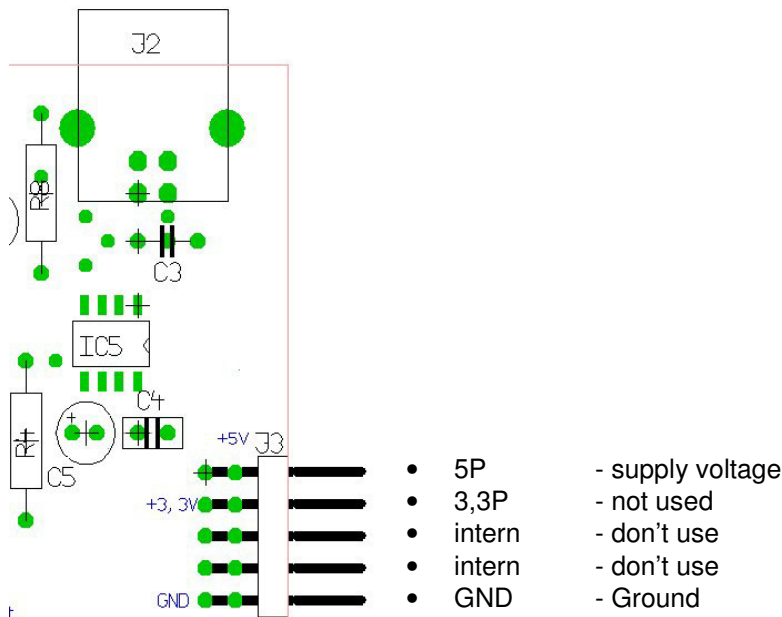 J2
R8
C3
IC5
C4
+
R4
C5
+5V
J3
+3, 3V
GND
+
• 5P - supply voltage
• 3,3P - not used
• intern - don't use
• intern - don't use
• GND - Ground